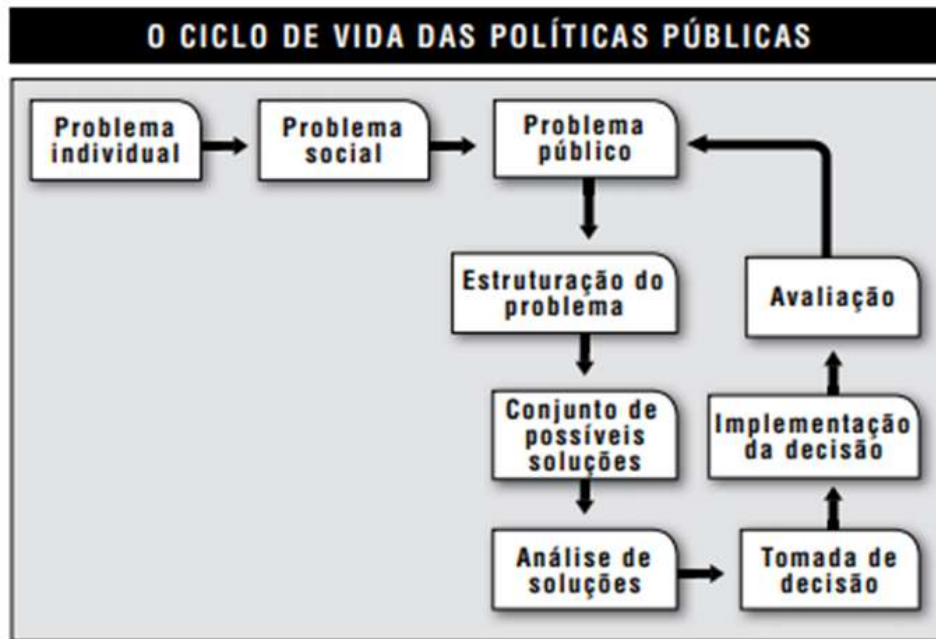 O CICLO DE VIDA DAS POLÍTICAS PÚBLICAS
Problema
individual
Problema
social
Problema
público
Estruturação do
problema
Avaliação
Conjunto de
possíveis
soluções
Implementação
da decisão
Análise de
soluções
Tomada de
decisão